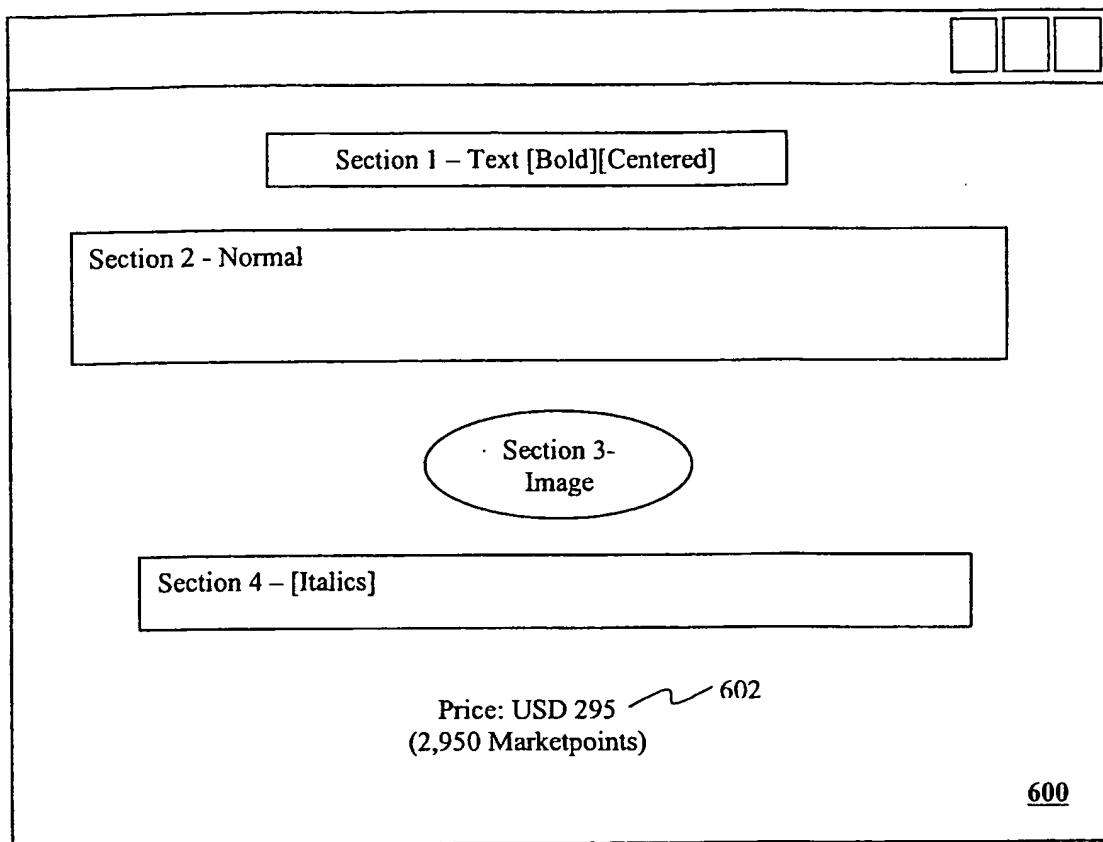 Section 1 – Text [Bold][Centered]
Section 2 - Normal
Section 3-
Image
Section 4 – [Italics]
Price: USD 295
602
(2,950 Marketpoints)
600